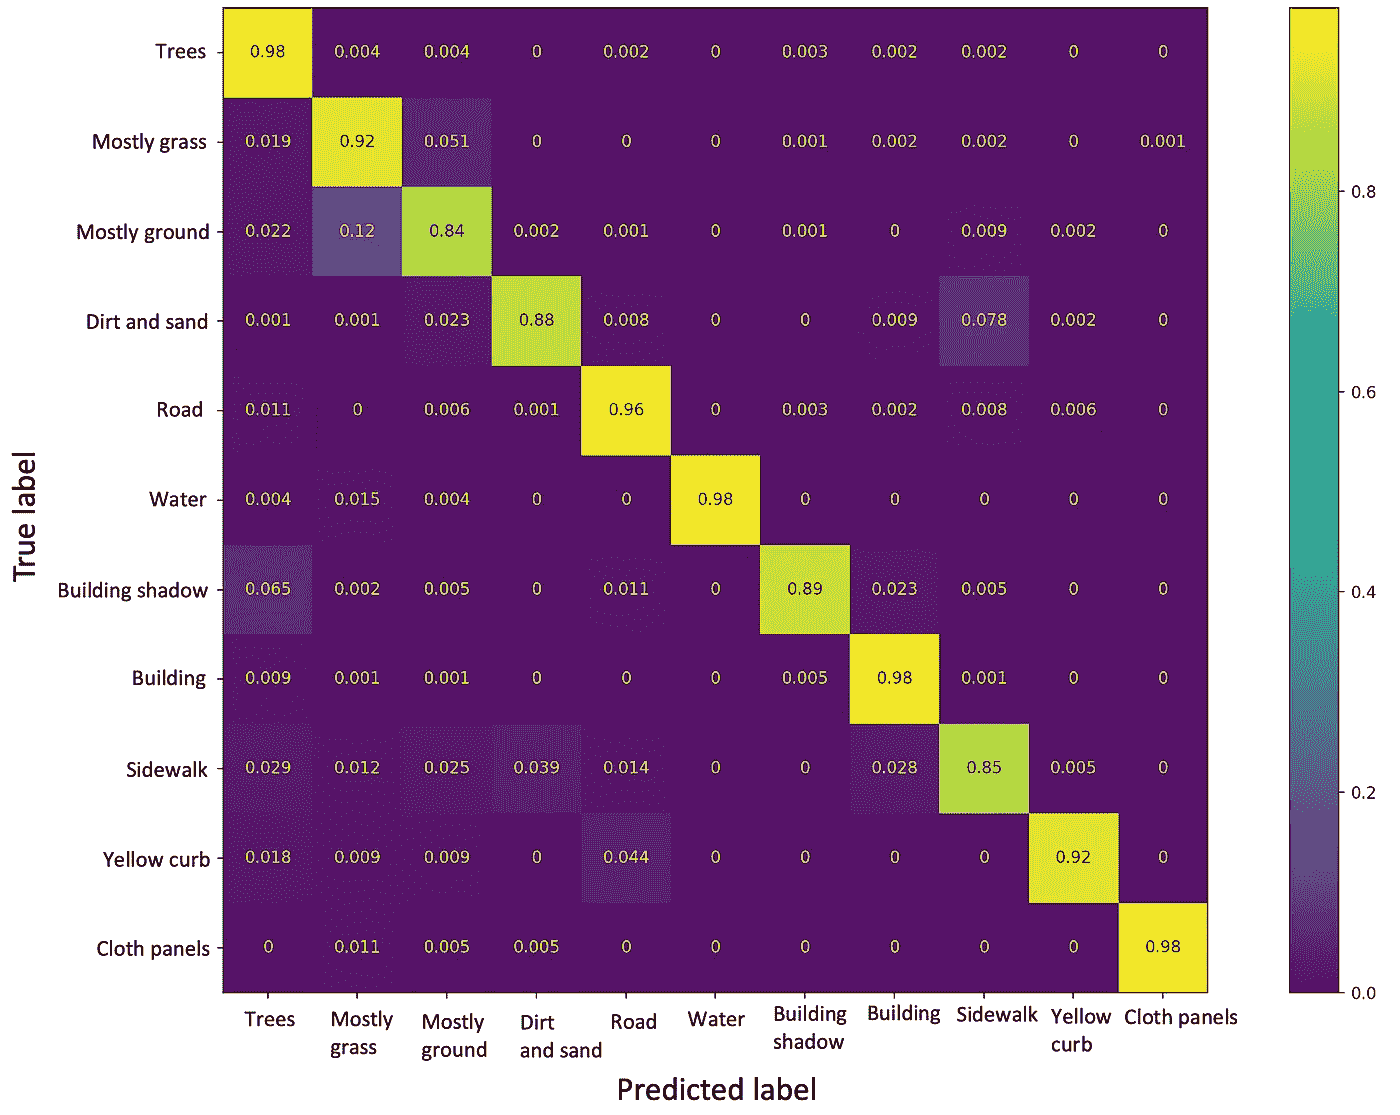 Trees 0.98 0.004 0.004 0 0.002 0 0.003 0.002 0.002 0 0
Mostly grass 0.019 0.92 0.051 0 0 0 0.001 0.002 0.002 0 0.001
Mostly ground 0.022 0.12 0.84 0.002 0.001 0 0.001 0 0.009 0.002 0
Dirt and sand 0.001 0.001 0.023 0.88 0.008 0 0 0.009 0.078 0.002 0
Road 0.011 0 0.006 0.001 0.96 0 0.003 0.002 0.008 0.006 0
Water 0.004 0.015 0.004 0 0 0.98 0 0 0 0 0
Building shadow 0.065 0.002 0.005 0 0.011 0 0.89 0.023 0.005 0 0
Building 0.009 0.001 0.001 0 0 0 0.005 0.98 0.001 0 0
Sidewalk 0.029 0.012 0.025 0.039 0.014 0 0 0.028 0.85 0.005 0
Yellow curb 0.018 0.009 0.009 0 0.044 0 0 0 0 0.92 0
Cloth panels 0 0.011 0.005 0.005 0 0 0 0 0 0 0.98
True label
Trees Mostly Mostly Dirt Road Water Building Building Sidewalk Yellow Cloth panels
grass ground and sand shadow curb
Predicted label
0.8
0.6
0.4
0.2
0.0